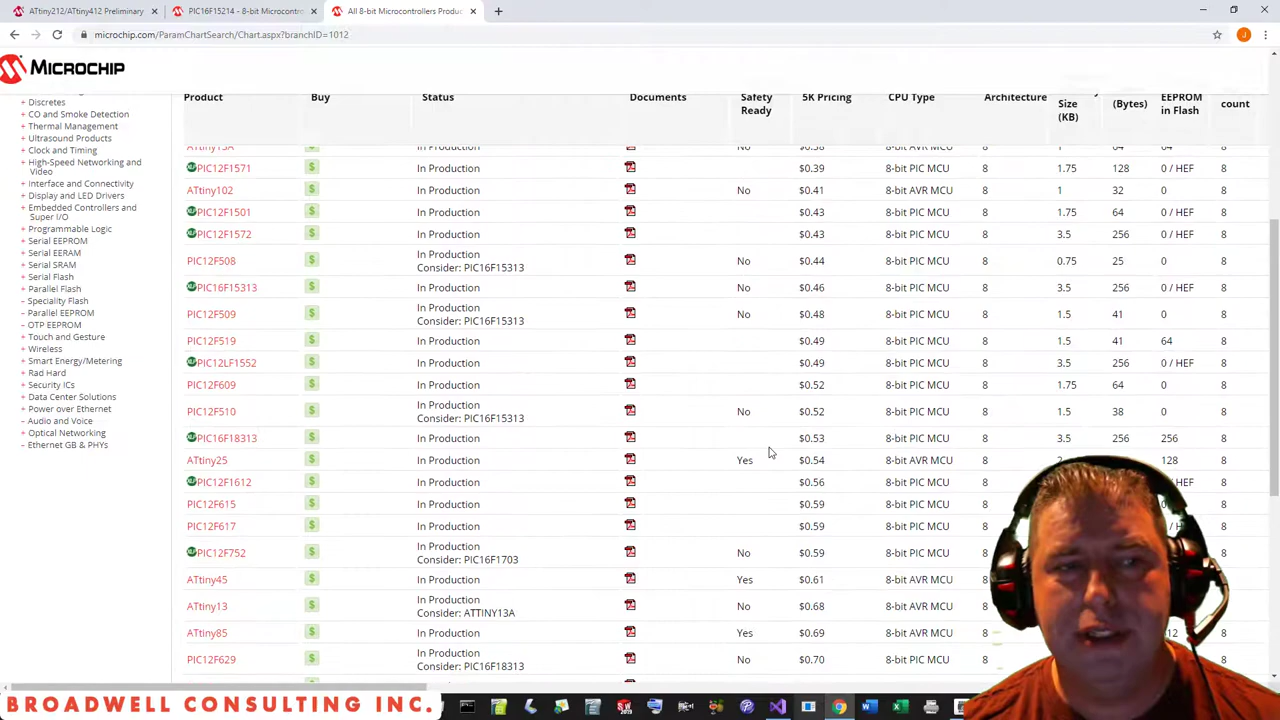 ATtiny212/ATtiny412 Preliminary
PIC16F15214 - 8-bit Microcontro
All 8-bit Microcontrollers Produc
microchip.com/ParamChartSearch/Chart.aspx?branchID=1012
J
MICROCHIP
+ Discretes
+ CO and Smoke Detection
+ Thermal Management
+ Ultrasound Products
+ Clock and Timing
+ High-Speed Networking and
Video
+ Interface and Connectivity
+ Display and LED Drivers
+ Embedded Controllers and
Super I/O
+ Programmable Logic
+ Serial EEPROM
+ Serial EERAM
+ Serial SRAM
+ Serial Flash
+ Parallel Flash
– Speciality Flash
– Parallel EEPROM
– OTP EEPROM
+ Touch and Gesture
+ Wireless
+ Smart Energy/Metering
+ Rad Hard
+ Security ICs
+ Data Center Solutions
+ Power over Ethernet
– Audio and Voice
+ Optical Networking
– Ethernet GB & PHYs
Product Buy Status Documents Safety Ready 5K Pricing CPU Type Architecture Size (KB) (Bytes) EEPROM in Flash count
ATtiny13A In Production No $0.38 8-bit AVR MCU 8 1 64 64 8
PIC12F1571 $ In Production $0.39 8-bit PIC MCU 8 1.75 128 0 / HEF 8
ATtiny102 $ In Production No $0.41 8-bit AVR MCU 8 1 32 0 8
PIC12F1501 $ In Production $0.43 8-bit PIC MCU 8 1.75 64 0 / HEF 8
PIC12F1572 $ In Production $0.43 8-bit PIC MCU 8 3.5 256 0 / HEF 8
PIC12F508 $ In Production No $0.44 8-bit PIC MCU 8 0.75 25 0 8
Consider: PIC16F15313
PIC16F15313 $ In Production No $0.46 8-bit PIC MCU 8 3.5 256 0 / HEF 8
PIC12F509 $ In Production No $0.48 8-bit PIC MCU 8 1.5 41 0 8
Consider: PIC16F15313
PIC12F519 $ In Production $0.49 8-bit PIC MCU 8 1.5 41 64 8
PIC12LF1552 $ In Production $0.49 8-bit PIC MCU 8 3.5 256 0 / HEF 8
PIC12F609 $ In Production $0.52 8-bit PIC MCU 8 1.75 64 0 8
PIC12F510 $ In Production No $0.52 8-bit PIC MCU 8 1.5 38 0 8
Consider: PIC16F15313
PIC16F18313 $ In Production $0.53 8-bit PIC MCU 8 3.5 256 256 8
ATtiny25 $ In Production Yes $0.54 8-bit AVR MCU 8 128 8
PIC12F1612 $ In Production $0.56 8-bit PIC MCU 8 HEF 8
PIC12F615 $ In Production $0.59 8-bit PIC MCU 8 8
PIC12F617 $ In Production $0.59 8-bit PIC MCU 8 8
PIC12F752 $ In Production No $0.59 8-bit PIC MCU 8 8
Consider: PIC16F1703
ATtiny45 $ In Production Yes $0.61 8-bit AVR MCU 8 8
ATtiny13 $ In Production No $0.68 8-bit AVR MCU 8 8
Consider: ATTINY13A
ATtiny85 $ In Production Yes $0.69 8-bit AVR MCU 8 8
PIC12F629 $ In Production No $0.70 8-bit PIC MCU 8 8
Consider: PIC16F18313
BROADWELL CONSULTING INC.